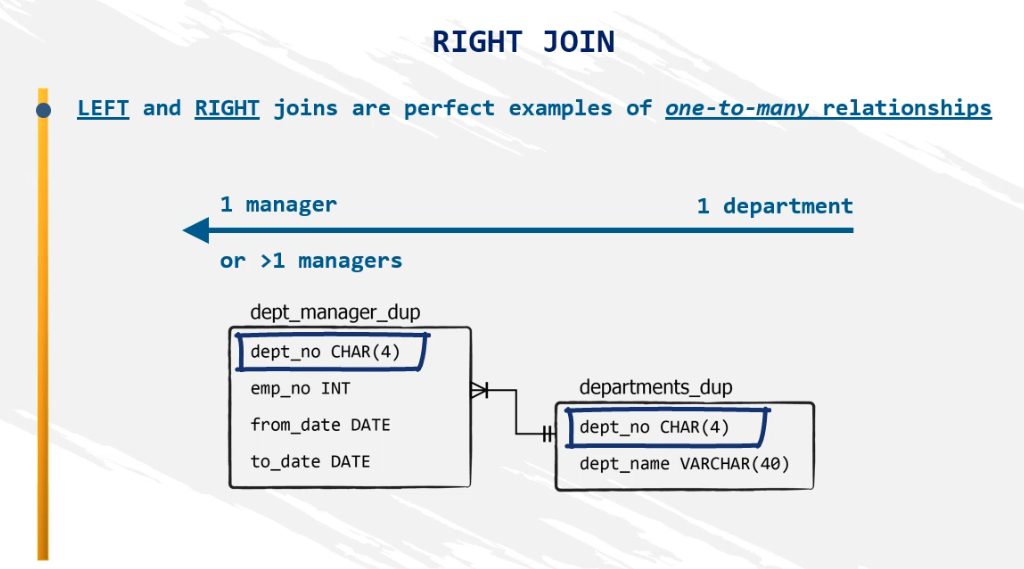 RIGHT JOIN
LEFT and RIGHT joins are perfect examples of one-to-many relationships
1 manager
1 department
or >1 managers
dept_manager_dup
dept_no CHAR(4)
emp_no INT
from_date DATE
to_date DATE
departments_dup
dept_no CHAR(4)
dept_name VARCHAR(40)